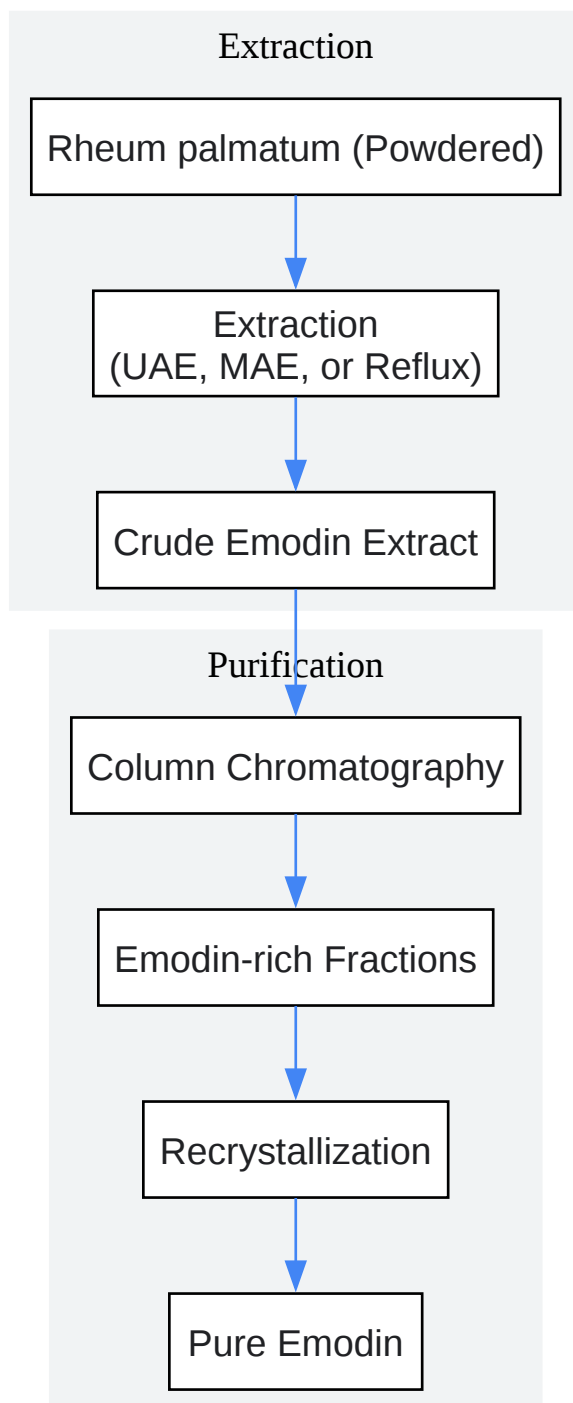 Extraction
Rheum palmatum (Powdered)
Extraction
(UAE, MAE, or Reflux)
Crude Emodin Extract
Purification
Column Chromatography
Emodin-rich Fractions
Recrystallization
Pure Emodin